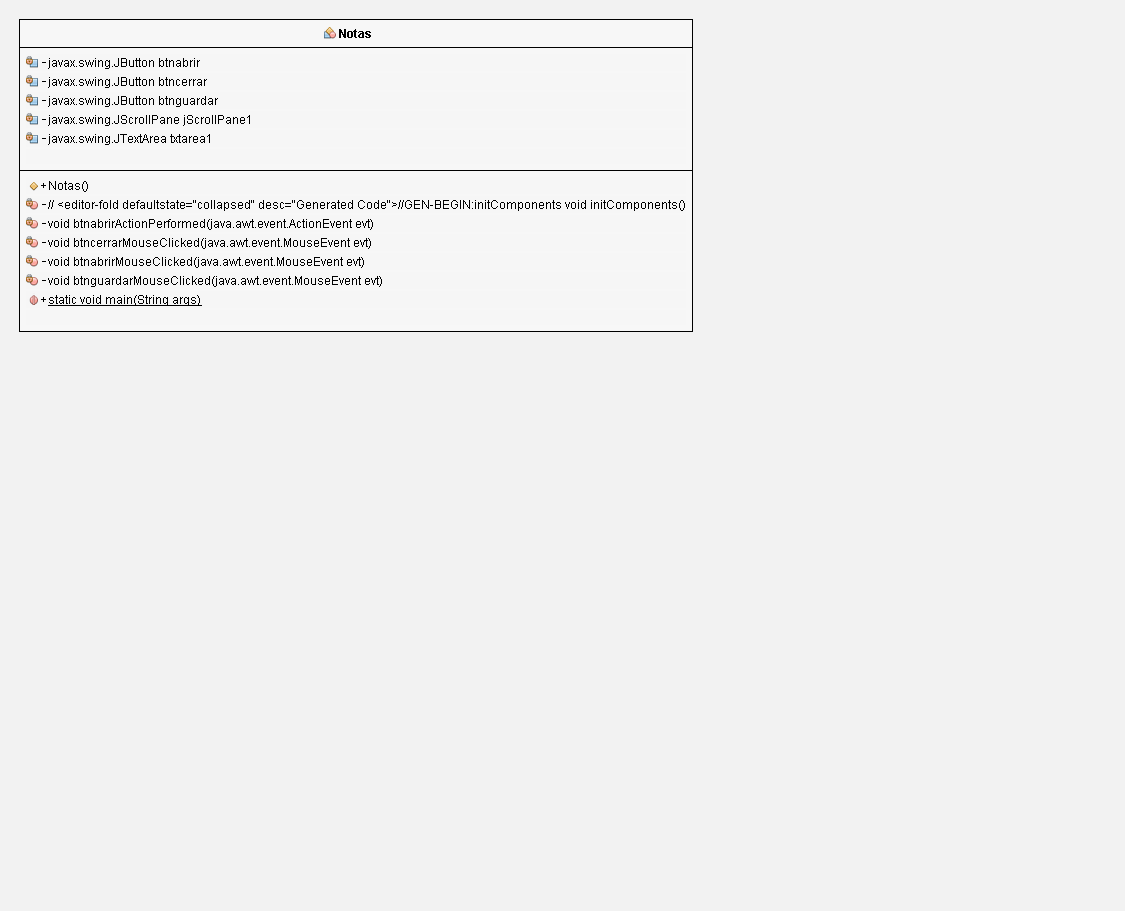 Notas
-javax.swing.JButton btnabrir
-javax.swing.JButton btncerrar
-javax.swing.JButton btnguardar
-javax.swing.JScrollPane jScrollPane1
-javax.swing.JTextArea txtarea1
+Notas()
-// <editor-fold defaultstate="collapsed" desc="Generated Code">//GEN-BEGIN:initComponents void initComponents()
-void btnabrirActionPerformed(java.awt.event.ActionEvent evt)
-void btncerrarMouseClicked(java.awt.event.MouseEvent evt)
-void btnabrirMouseClicked(java.awt.event.MouseEvent evt)
-void btnguardarMouseClicked(java.awt.event.MouseEvent evt)
+static void main(String args)